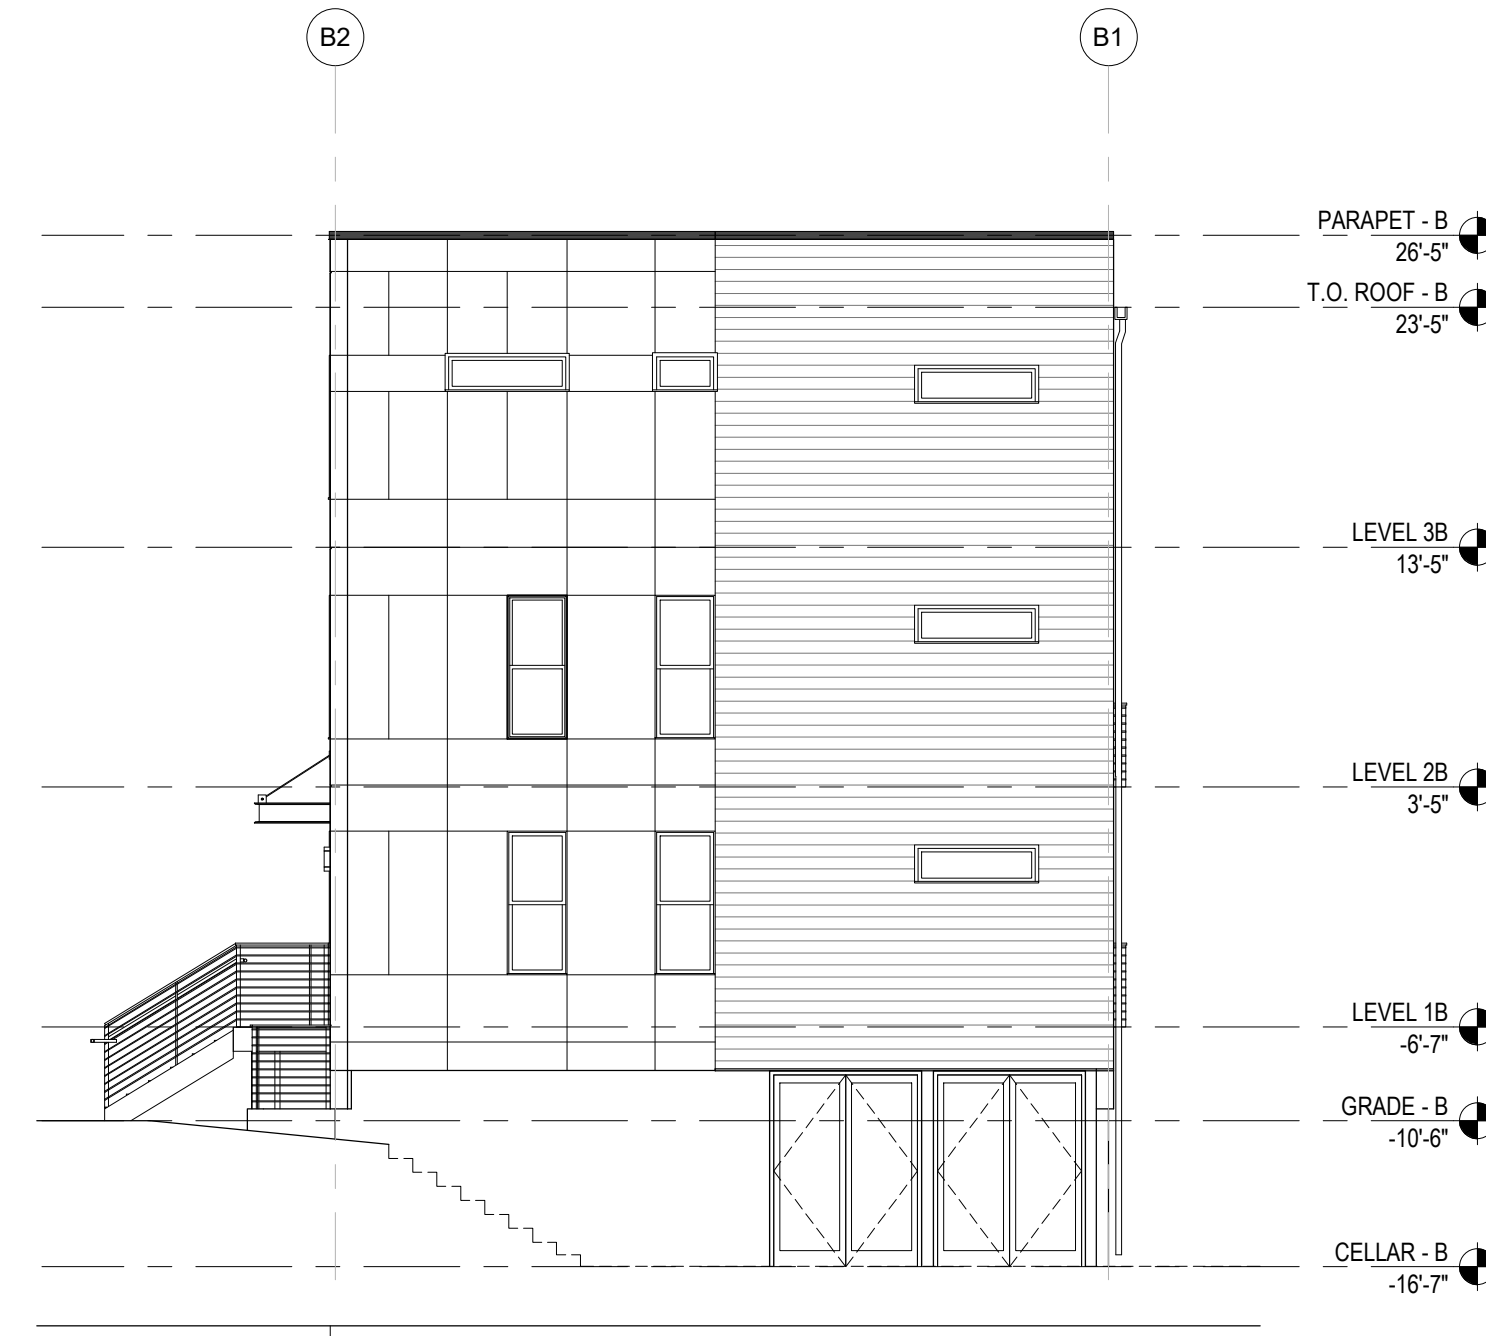 B2
B1
PARAPET - B
26'-5"
T.O. ROOF - B
23'-5"
LEVEL 3B
13'-5"
LEVEL 2B
3'-5"
LEVEL 1B
-6'-7"
GRADE - B
-10'-6"
CELLAR - B
-16'-7"